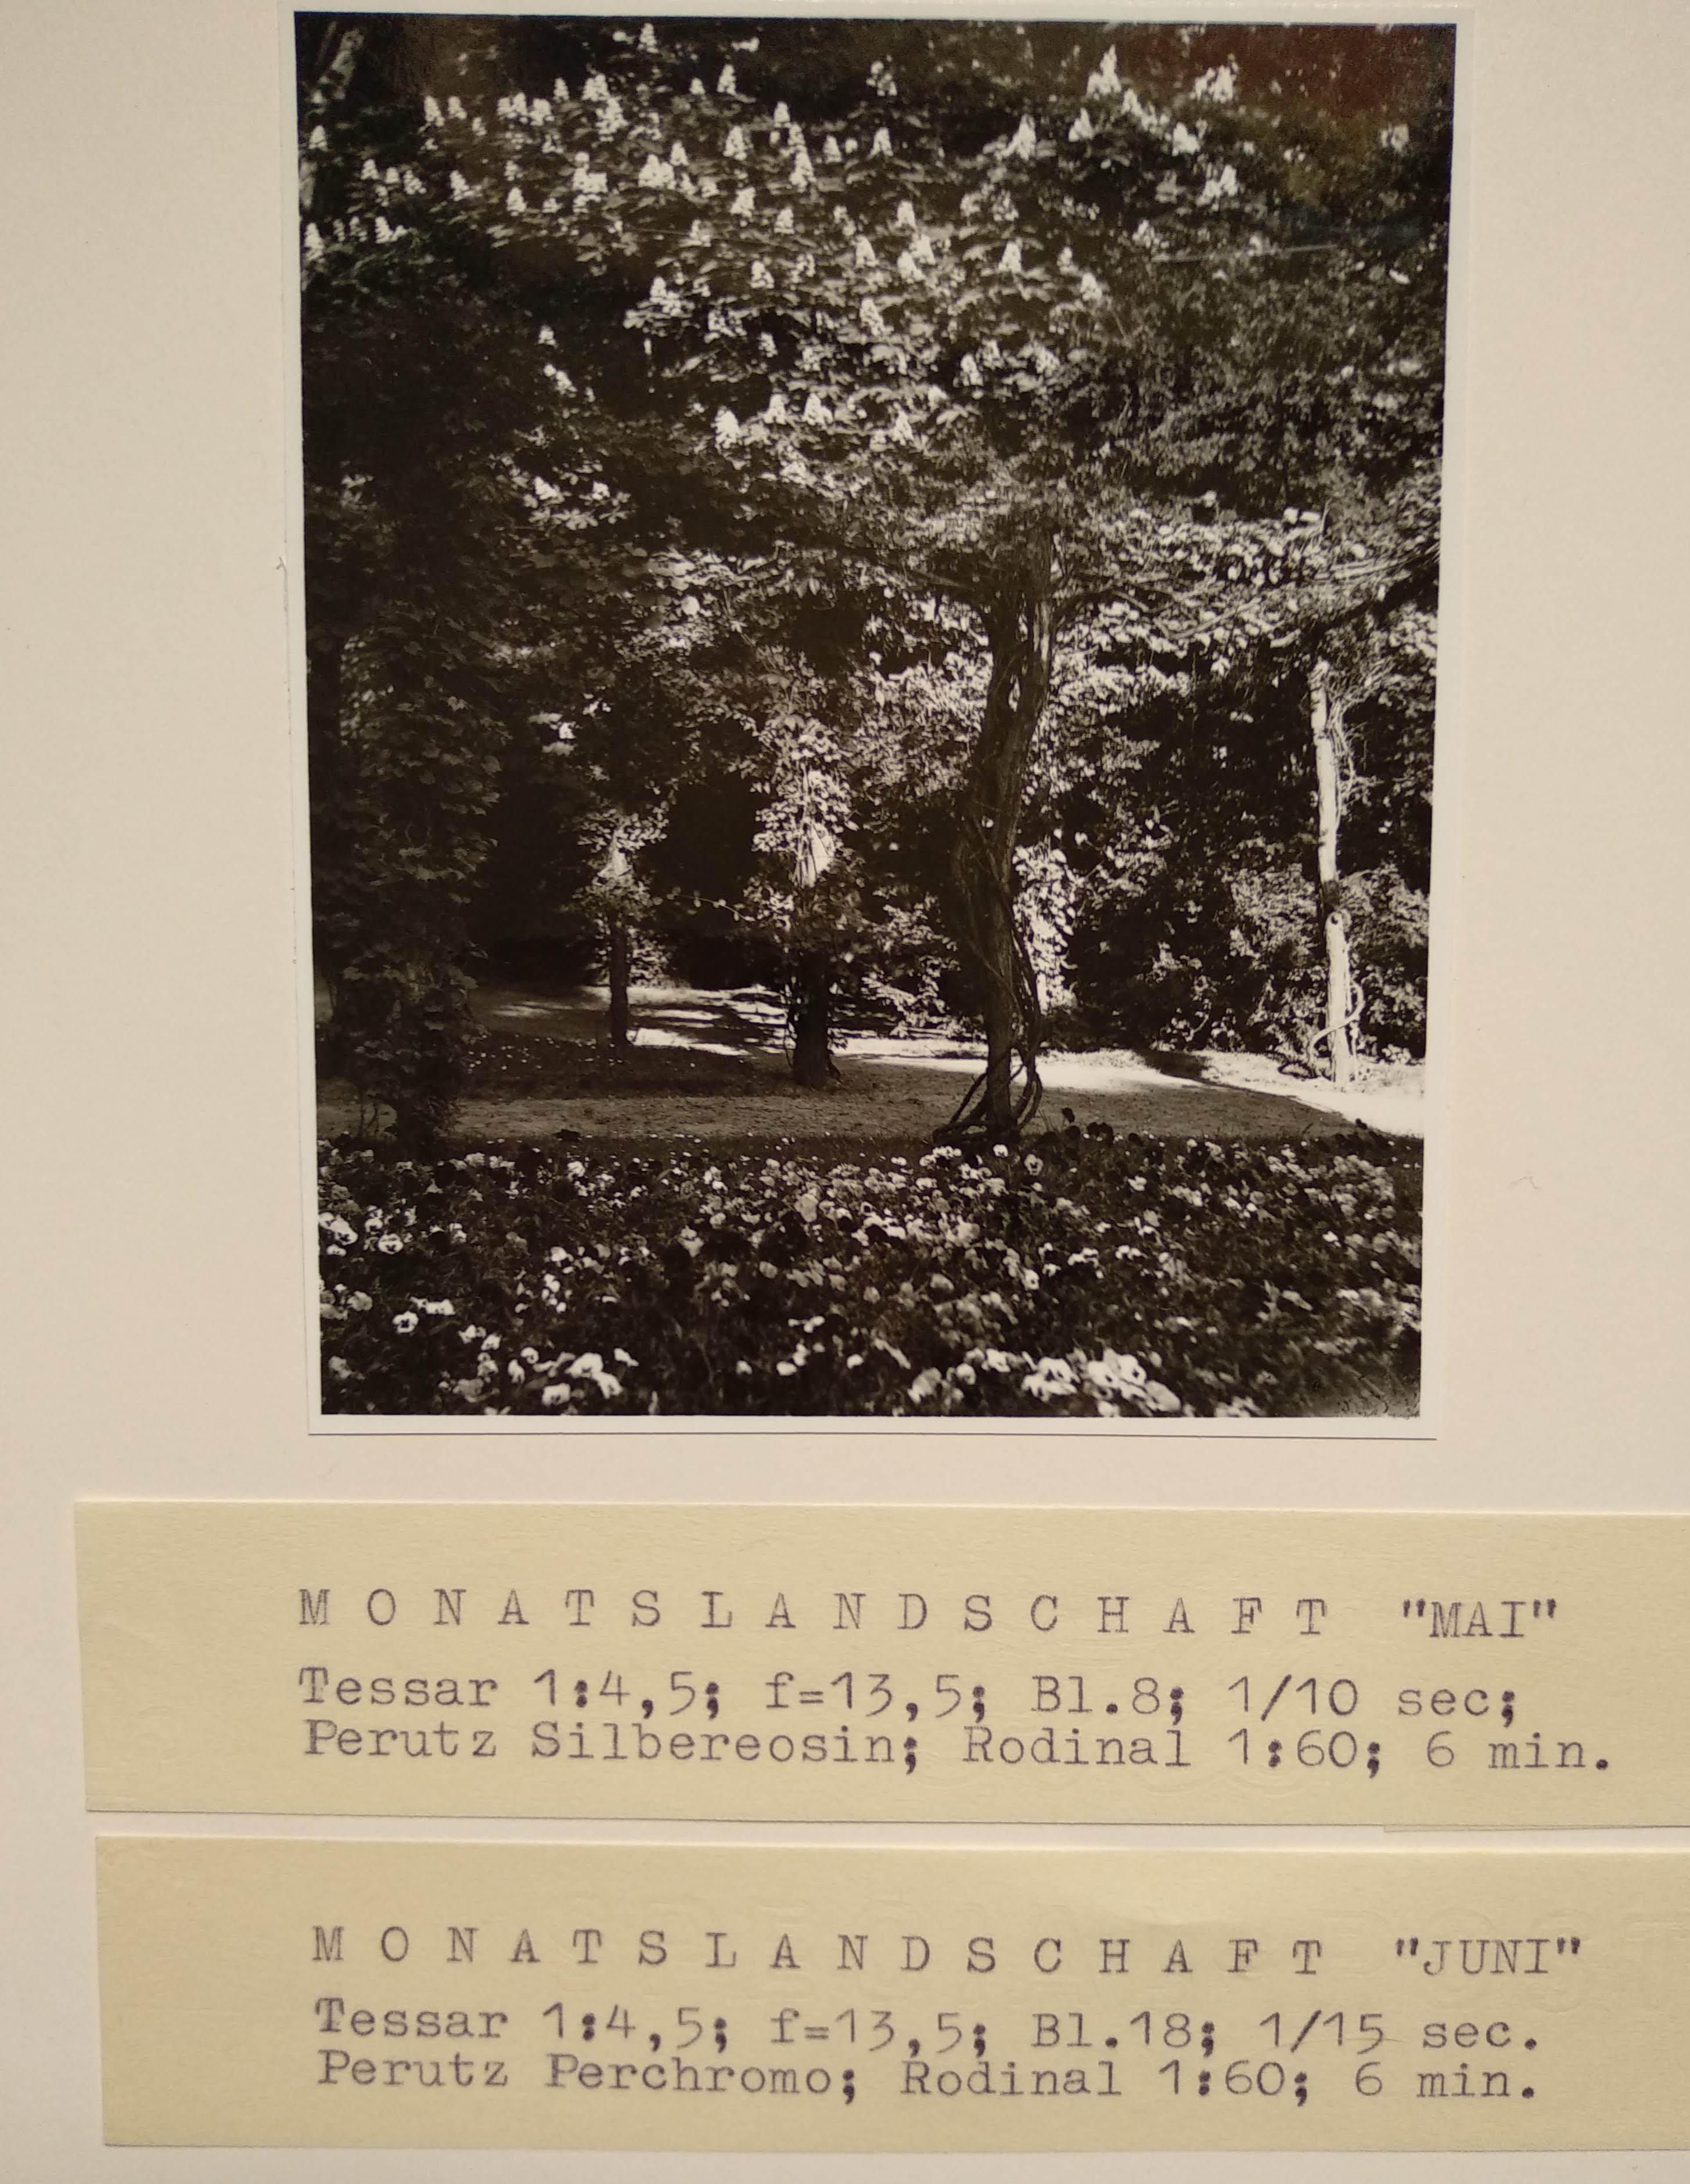 M O N A T S L A N D S C H A F T "MAI"
Tessar 1:4,5; f=13,5; Bl.8; 1/10 sec;
Perutz Silbereosin; Rodinal 1:60; 6 min.
M O N A T S L A N D S C H A F T "JUNI"
Tessar 1:4,5; f=13,5; Bl.18; 1/15 sec.
Perutz Perchromo; Rodinal 1:60; 6 min.